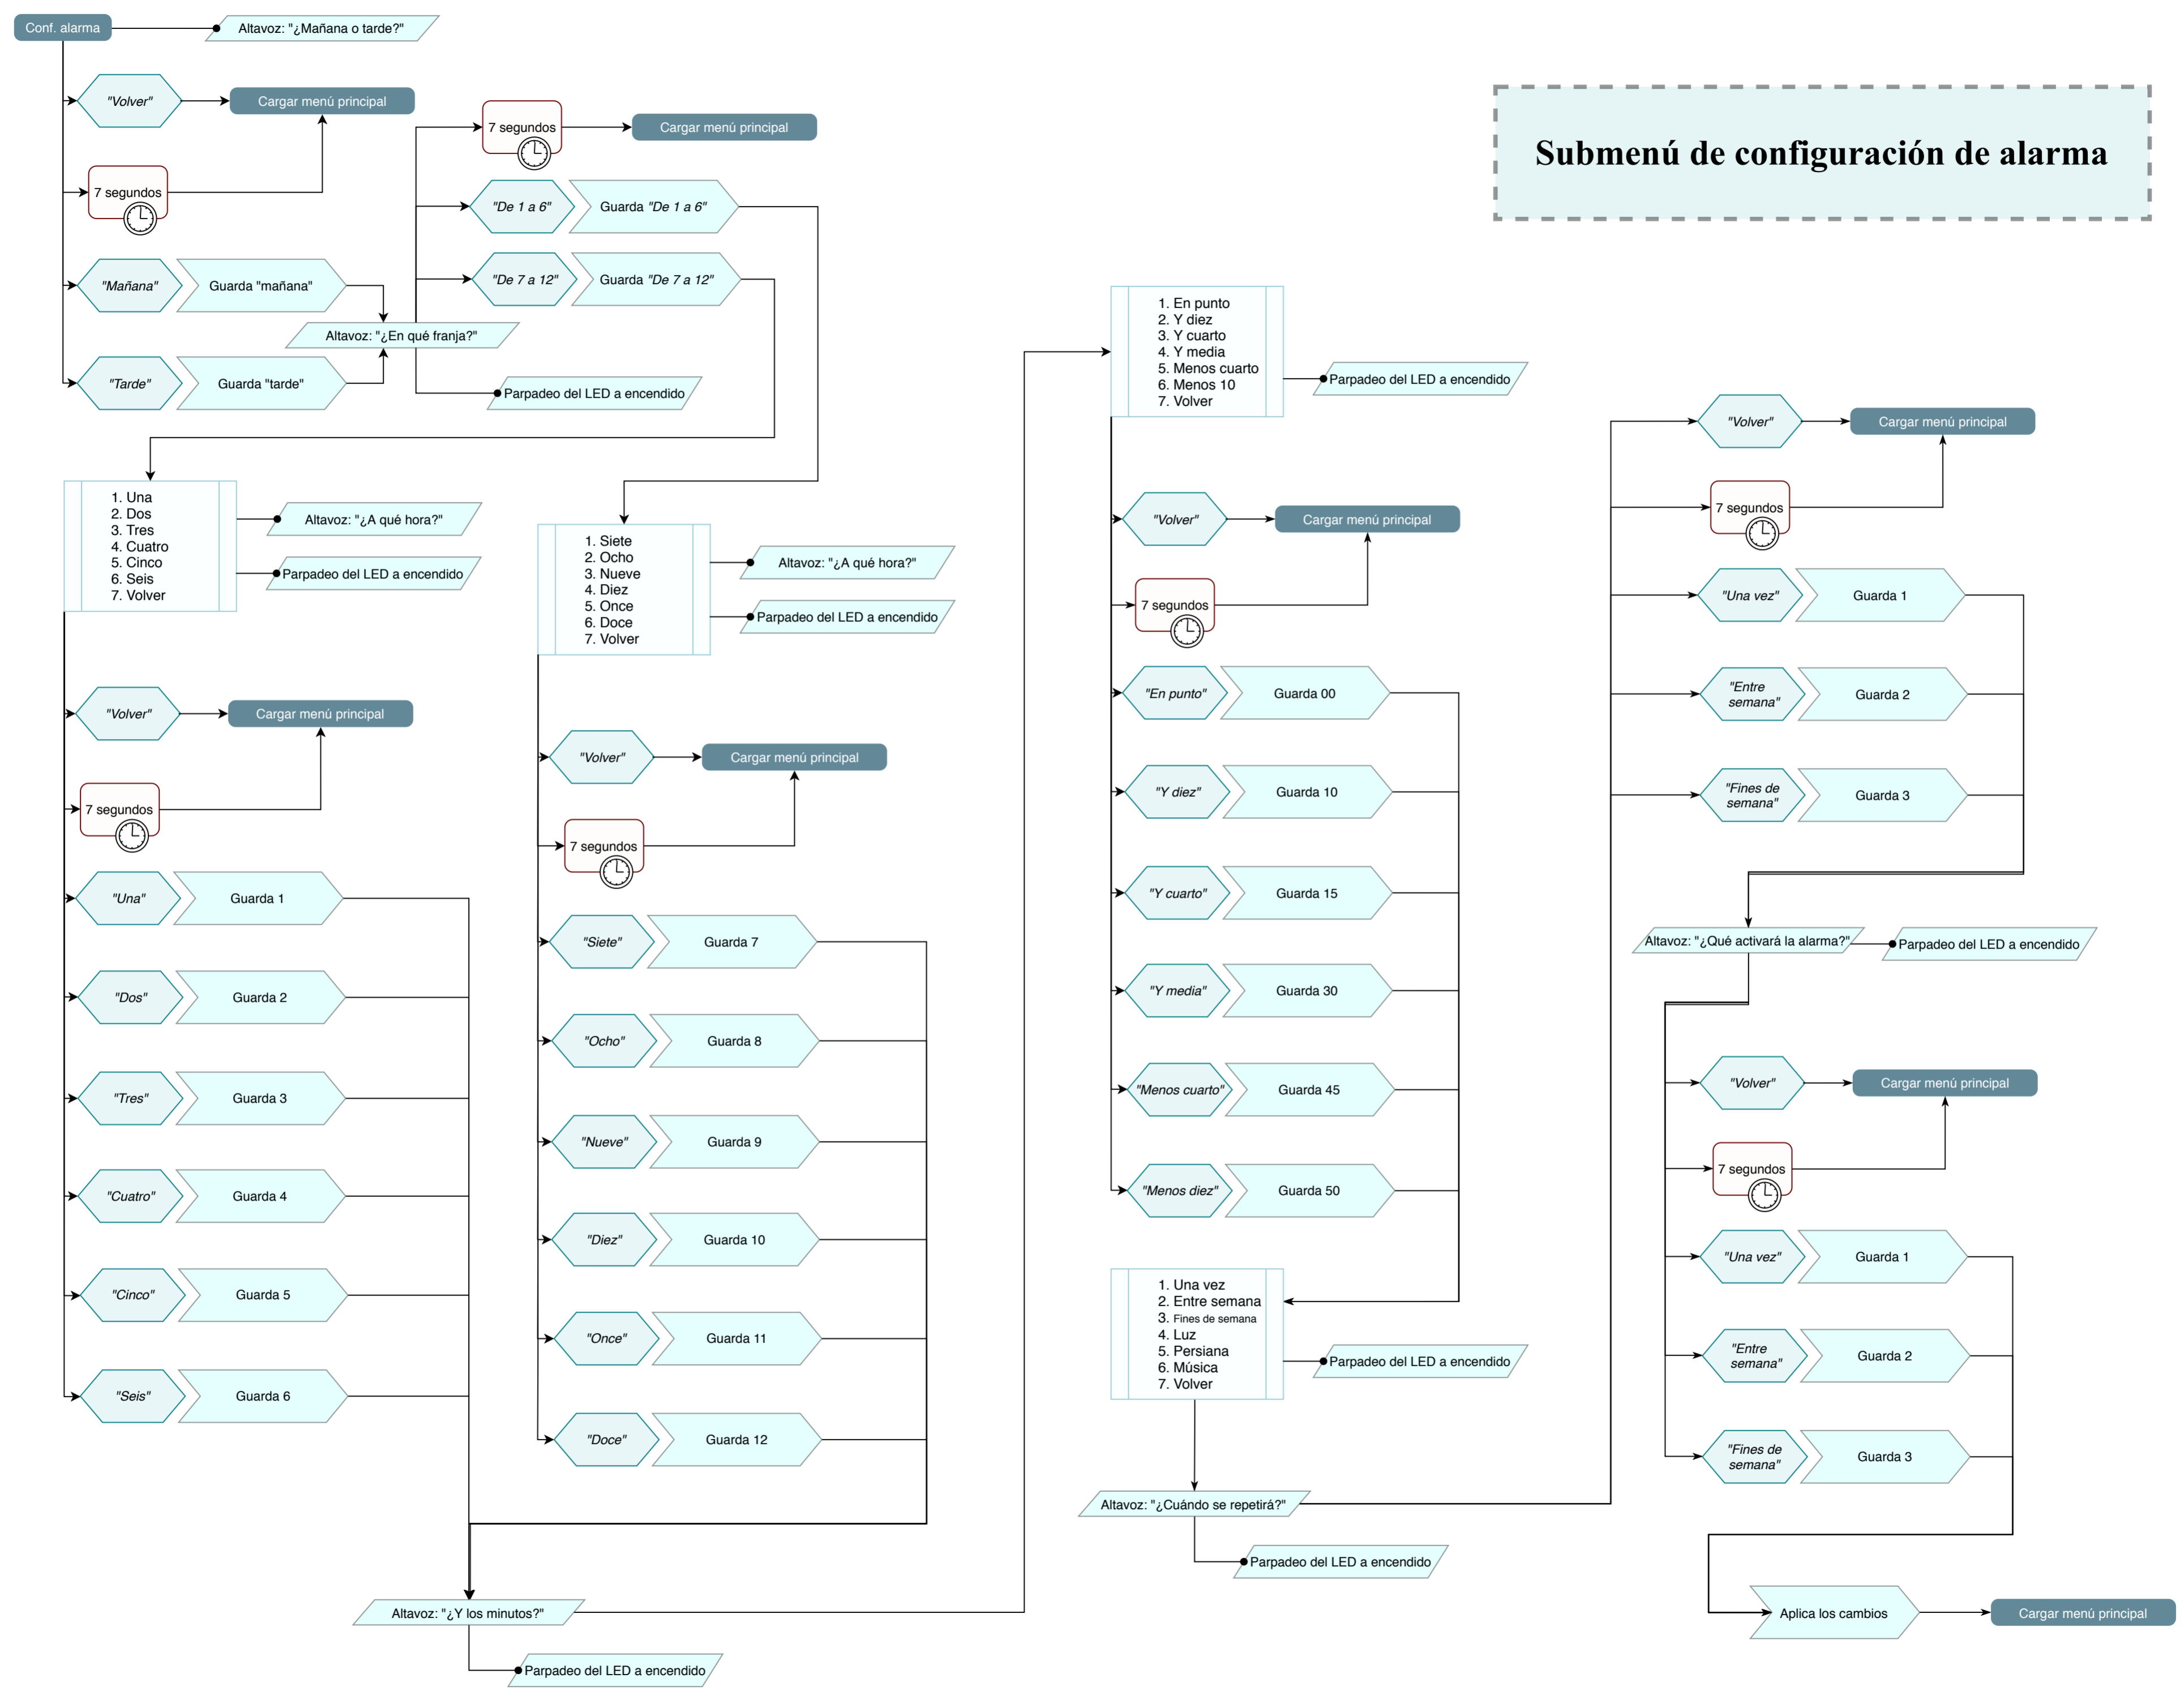 Conf. alarma
Altavoz: "¿Mañana o tarde?"
"Volver"
Cargar menú principal
7 segundos
"Mañana"
Guarda "mañana"
"Tarde"
Guarda "tarde"
Altavoz: "¿En qué franja?"
7 segundos
Cargar menú principal
"De 1 a 6"
Guarda "De 1 a 6"
"De 7 a 12"
Guarda "De 7 a 12"
Parpadeo del LED a encendido
Submenú de configuración de alarma
1. Una
2. Dos
3. Tres
4. Cuatro
5. Cinco
6. Seis
7. Volver
Altavoz: "¿A qué hora?"
Parpadeo del LED a encendido
"Volver"
Cargar menú principal
7 segundos
"Una"
Guarda 1
"Dos"
Guarda 2
"Tres"
Guarda 3
"Cuatro"
Guarda 4
"Cinco"
Guarda 5
"Seis"
Guarda 6
1. Siete
2. Ocho
3. Nueve
4. Diez
5. Once
6. Doce
7. Volver
Altavoz: "¿A qué hora?"
Parpadeo del LED a encendido
"Volver"
Cargar menú principal
7 segundos
"Siete"
Guarda 7
"Ocho"
Guarda 8
"Nueve"
Guarda 9
"Diez"
Guarda 10
"Once"
Guarda 11
"Doce"
Guarda 12
Altavoz: "¿Y los minutos?"
Parpadeo del LED a encendido
1. En punto
2. Y diez
3. Y cuarto
4. Y media
5. Menos cuarto
6. Menos 10
7. Volver
Parpadeo del LED a encendido
"Volver"
Cargar menú principal
7 segundos
"En punto"
Guarda 00
"Y diez"
Guarda 10
"Y cuarto"
Guarda 15
"Y media"
Guarda 30
"Menos cuarto"
Guarda 45
"Menos diez"
Guarda 50
1. Una vez
2. Entre semana
3. Fines de semana
4. Luz
5. Persiana
6. Música
7. Volver
Parpadeo del LED a encendido
Altavoz: "¿Cuándo se repetirá?"
Parpadeo del LED a encendido
"Volver"
Cargar menú principal
7 segundos
"Una vez"
Guarda 1
"Entre
semana"
Guarda 2
"Fines de
semana"
Guarda 3
Altavoz: "¿Qué activará la alarma?"
Parpadeo del LED a encendido
"Volver"
Cargar menú principal
7 segundos
"Una vez"
Guarda 1
"Entre
semana"
Guarda 2
"Fines de
semana"
Guarda 3
Aplica los cambios
Cargar menú principal